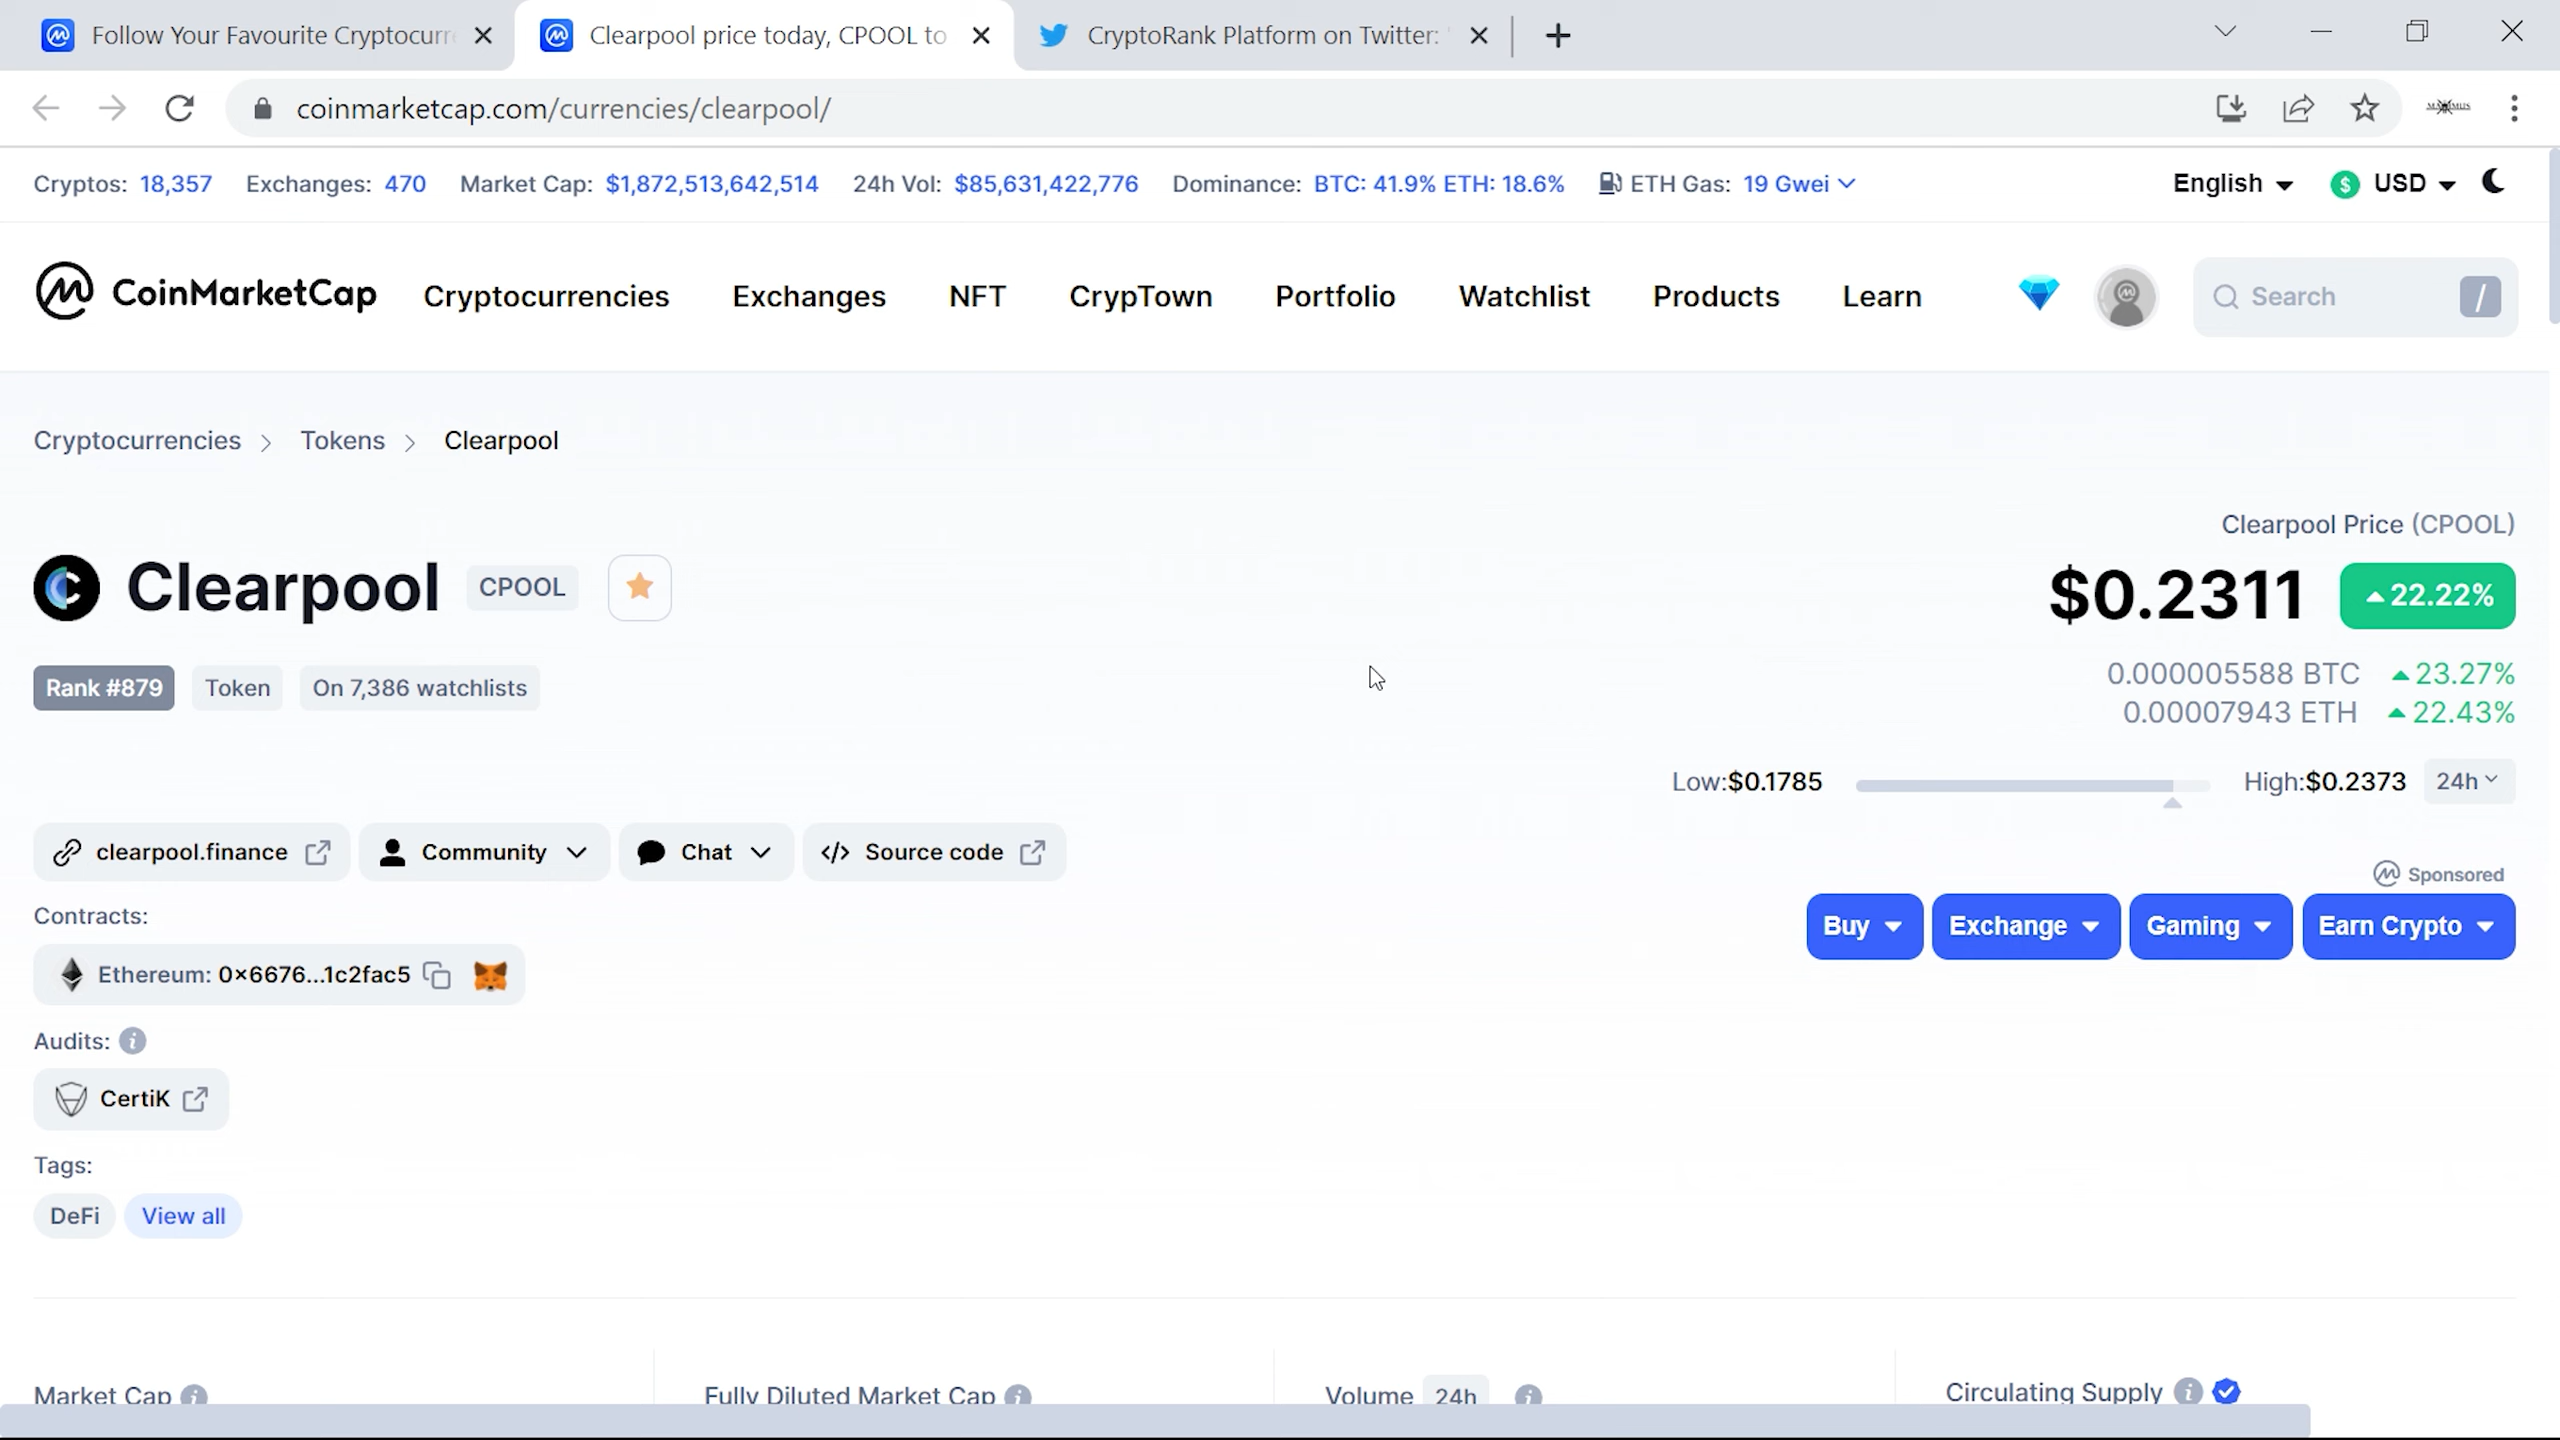 Follow Your Favourite Cryptocurr
Clearpool price today, CPOOL to
CryptoRank Platform on Twitter: "
coinmarketcap.com/currencies/clearpool/
Cryptos: 18,357 Exchanges: 470 Market Cap: $1,872,513,642,514 24h Vol: $85,631,422,776 Dominance: BTC: 41.9% ETH: 18.6% ETH Gas: 19 Gwei English USD
CoinMarketCap Cryptocurrencies Exchanges NFT CrypTown Portfolio Watchlist Products Learn Search /
Cryptocurrencies > Tokens > Clearpool
Clearpool Price (CPOOL)
Clearpool CPOOL
$0.2311 22.22%
Rank #879 Token On 7,386 watchlists
0.000005588 BTC 23.27%
0.00007943 ETH 22.43%
Low:$0.1785 High:$0.2373 24h
clearpool.finance Community Chat </> Source code
Sponsored
Contracts:
Buy Exchange Gaming Earn Crypto
Ethereum: 0x6676...1c2fac5
Audits:
CertiK
Tags:
DeFi View all
Market Cap Fully Diluted Market Cap Volume 24h Circulating Supply